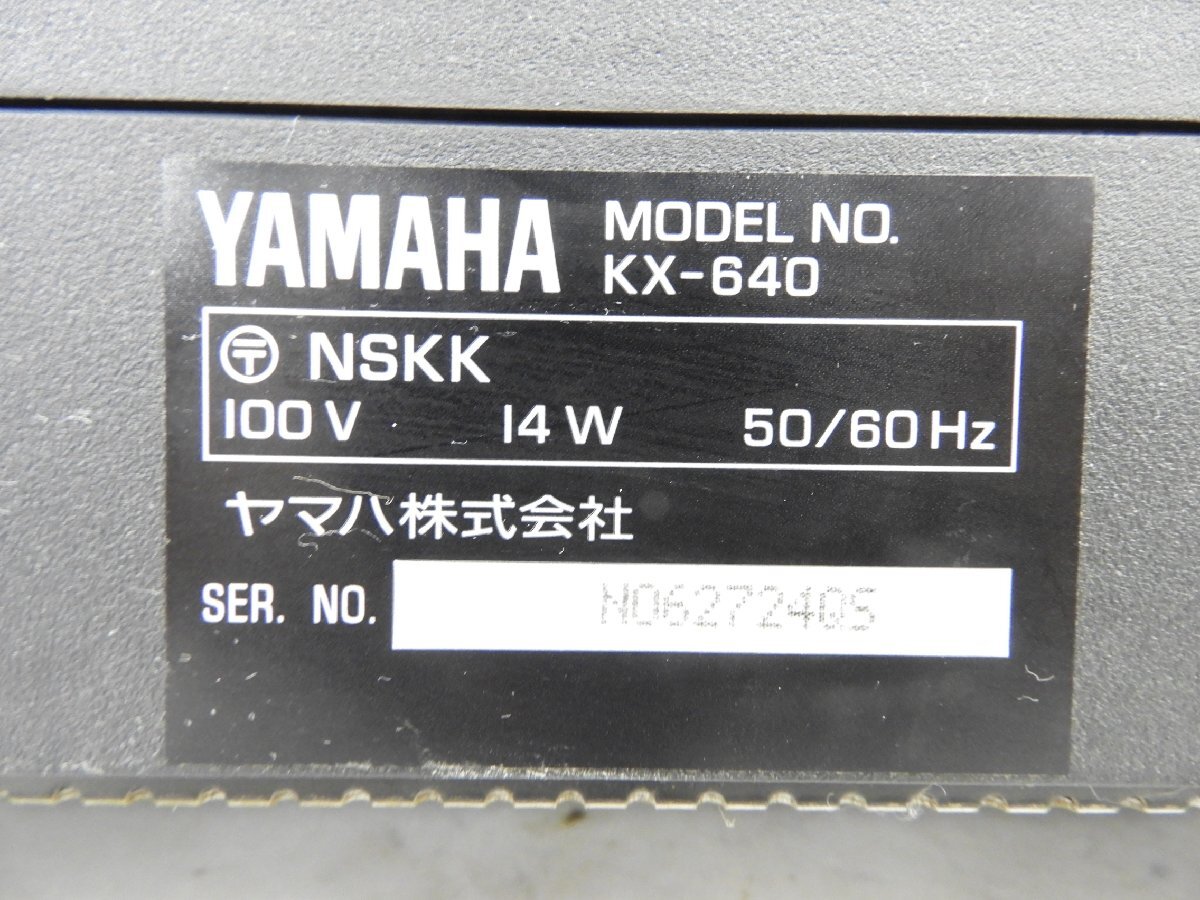 YAMAHA MODEL NO.
KX-640
〶 NSKK
100V 14W 50/60Hz
ヤマハ株式会社
SER. NO. N0627240S